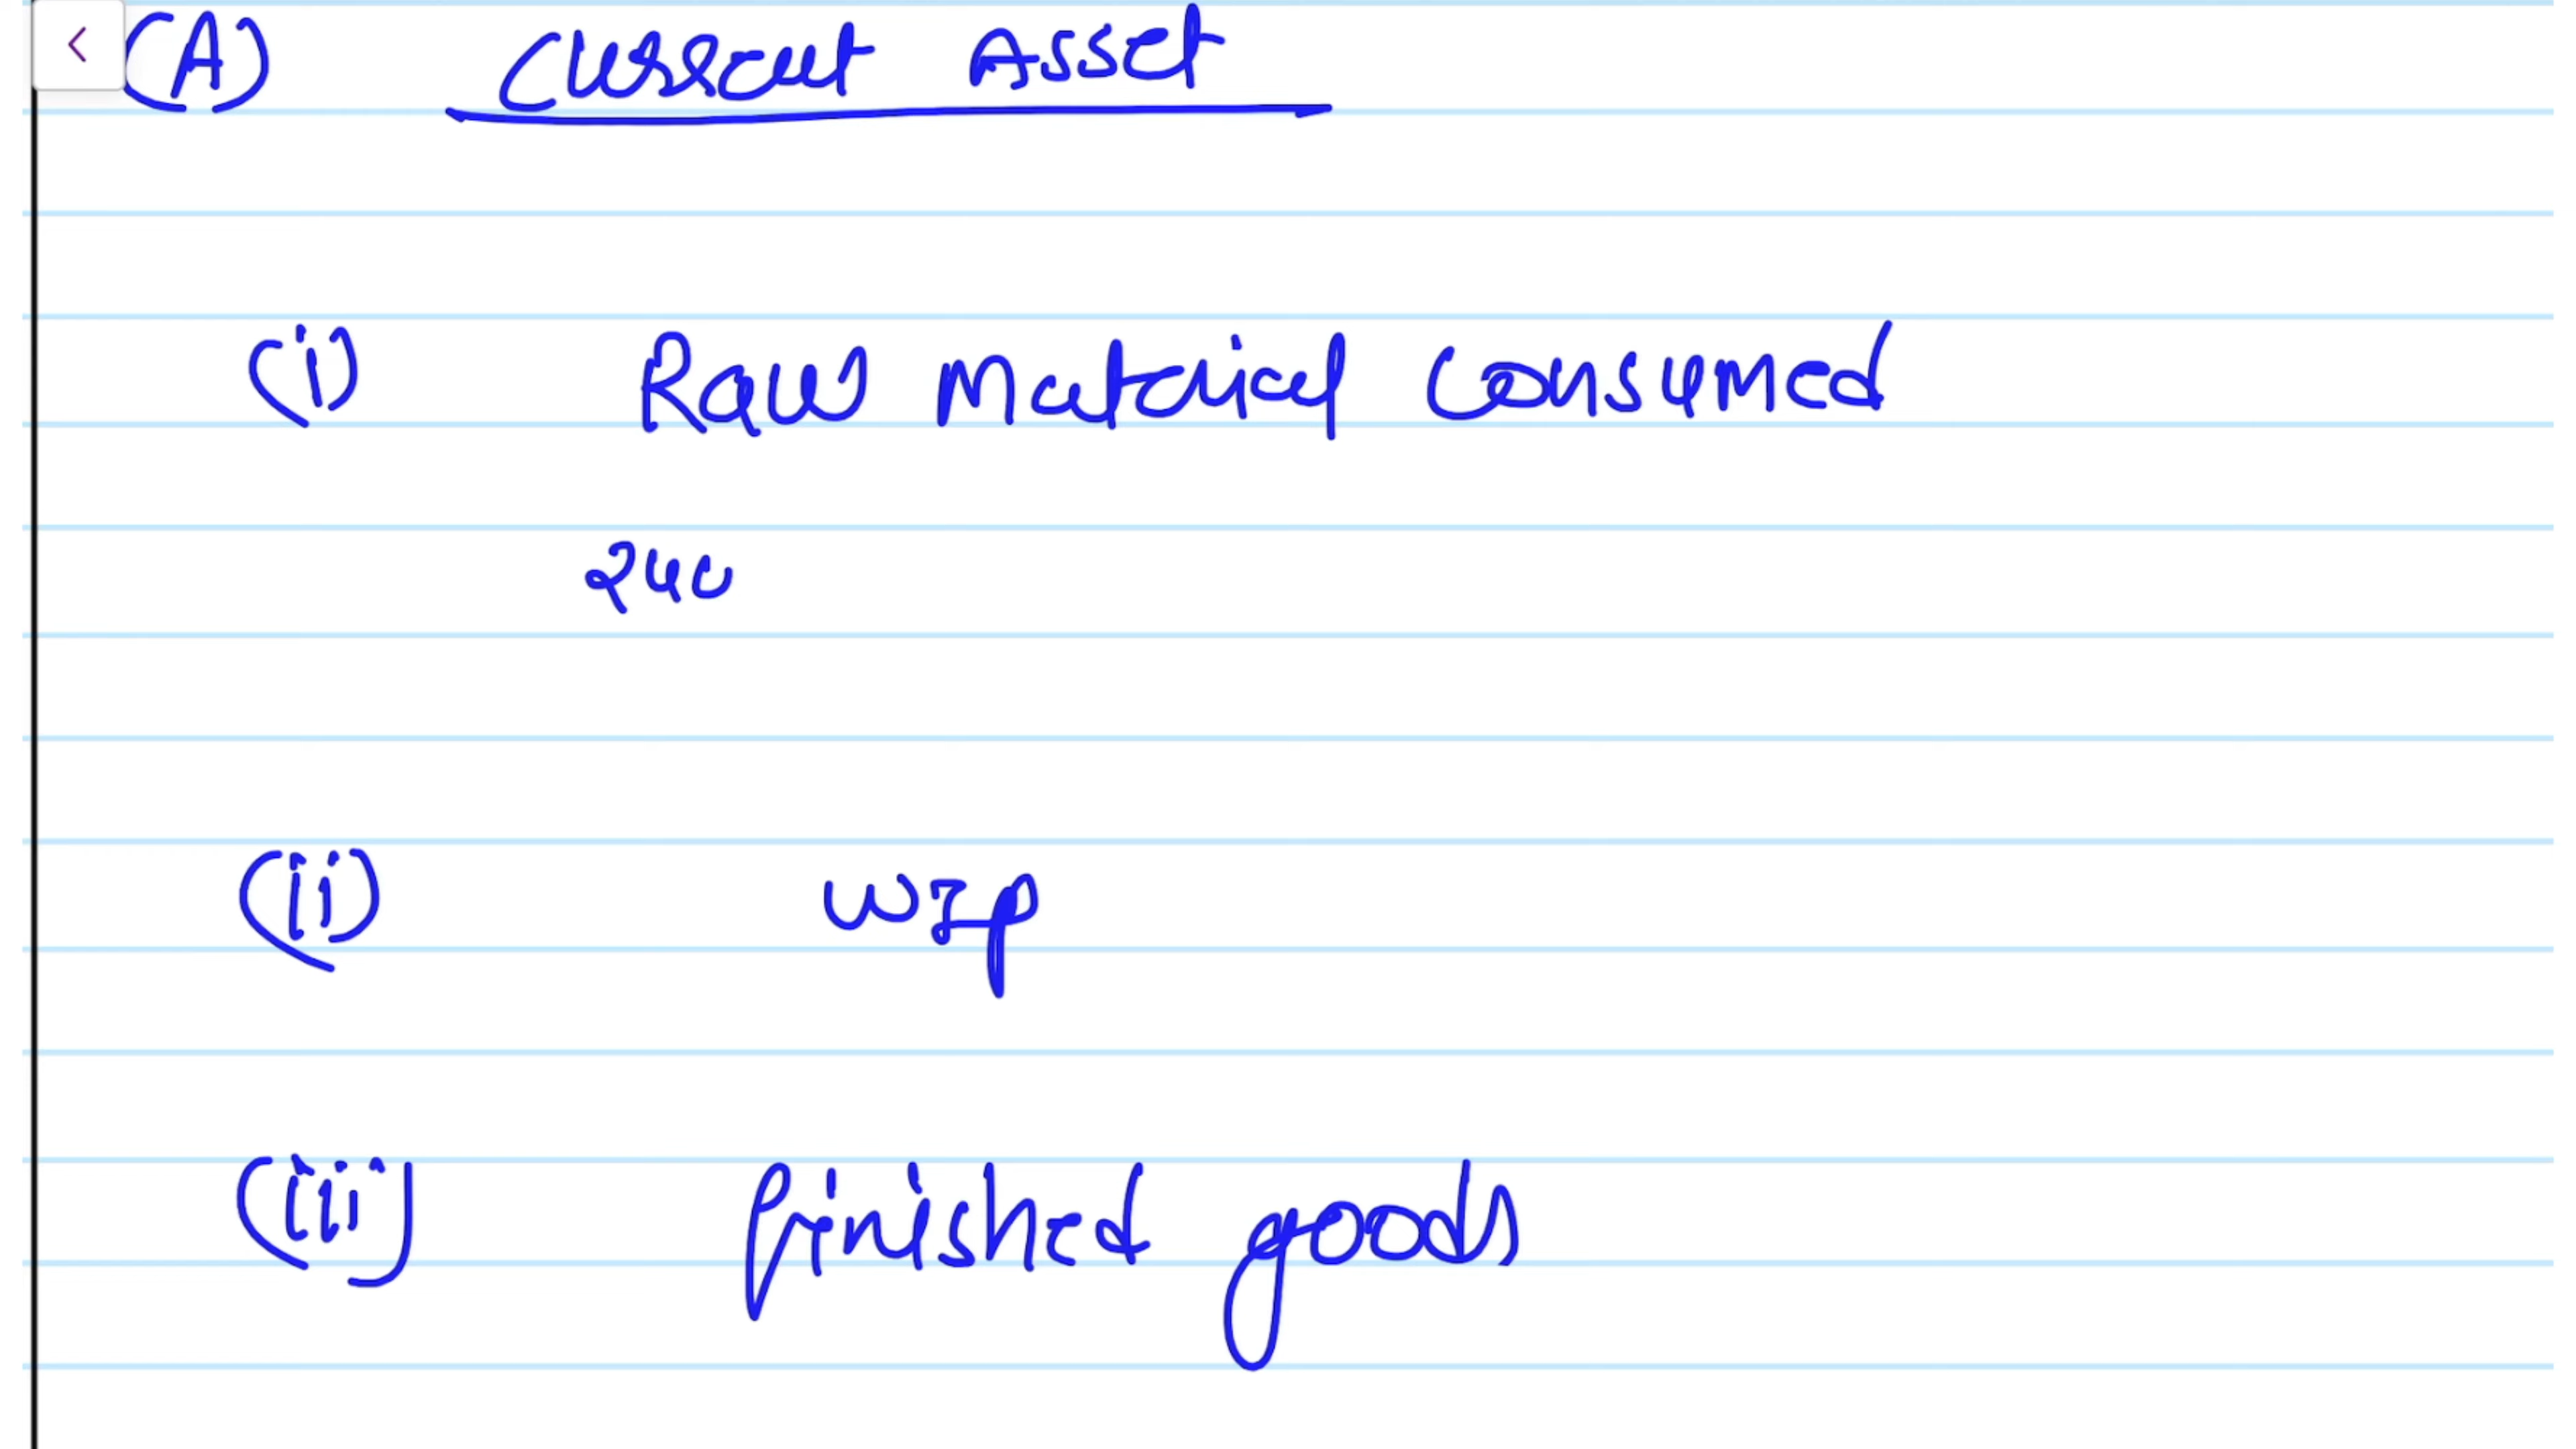 (A) Current Asset
(i) Raw Material Consumed
240
(ii) WIP
(iii) finished goods